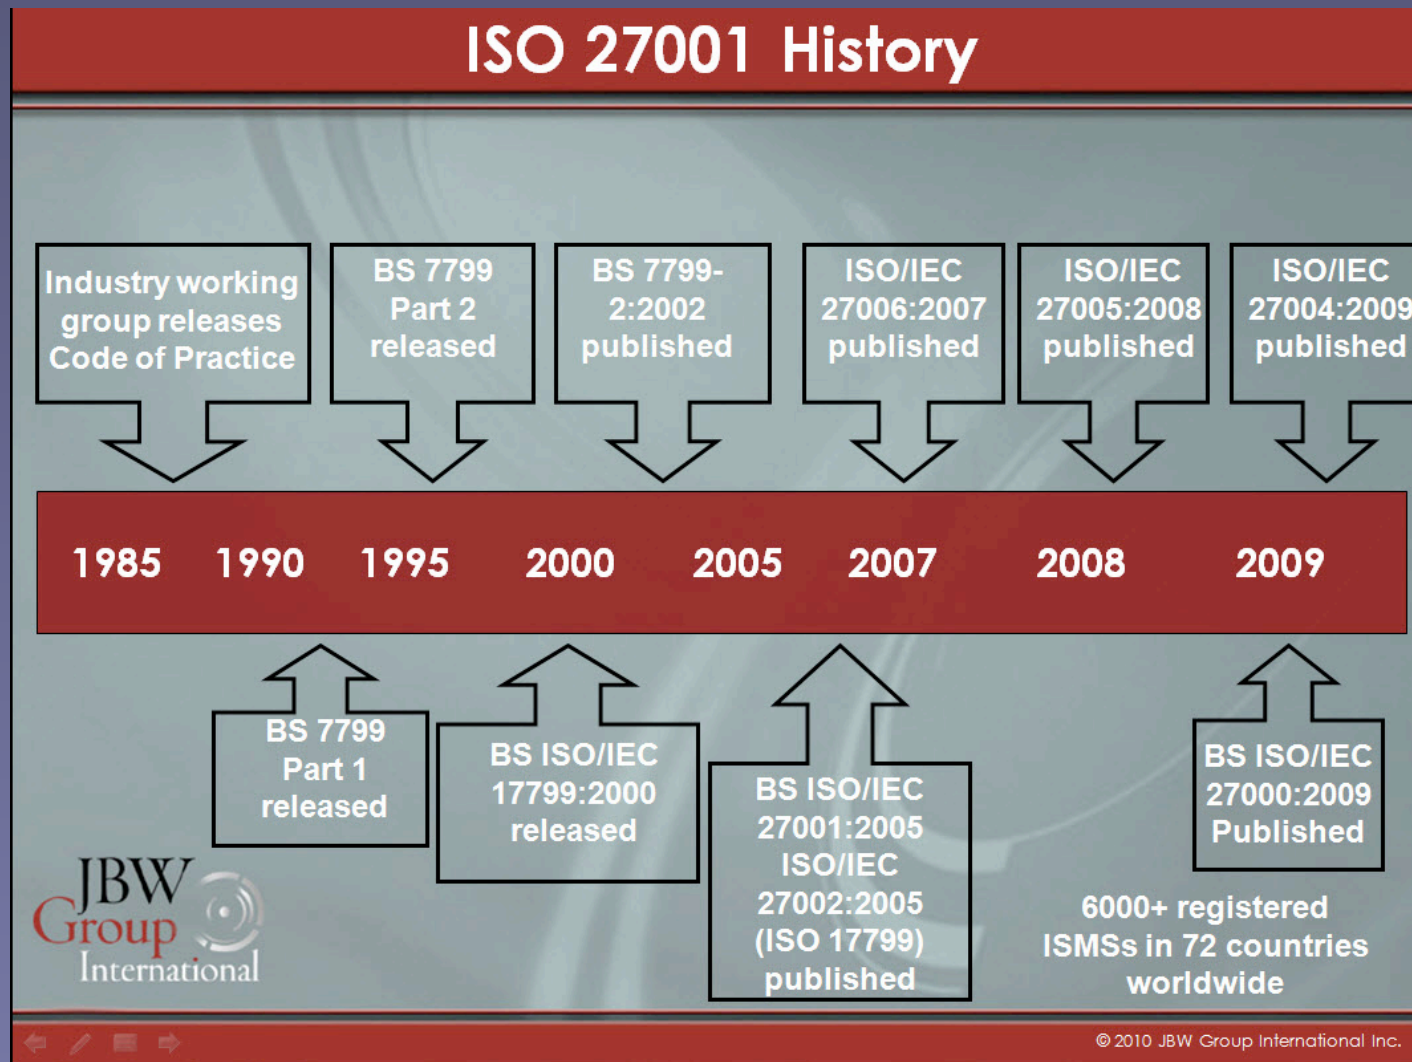 ISO 27001 History
Industry working
group releases
Code of Practice
BS 7799
Part 2
released
BS 7799-
2:2002
published
ISO/IEC
27006:2007
published
ISO/IEC
27005:2008
published
ISO/IEC
27004:2009
published
1985 1990 1995 2000 2005 2007 2008 2009
BS 7799
Part 1
released
BS ISO/IEC
17799:2000
released
BS ISO/IEC
27001:2005
ISO/IEC
27002:2005
(ISO 17799)
published
BS ISO/IEC
27000:2009
Published
6000+ registered
ISMSs in 72 countries
worldwide
JBW
Group
International
© 2010 JBW Group International Inc.